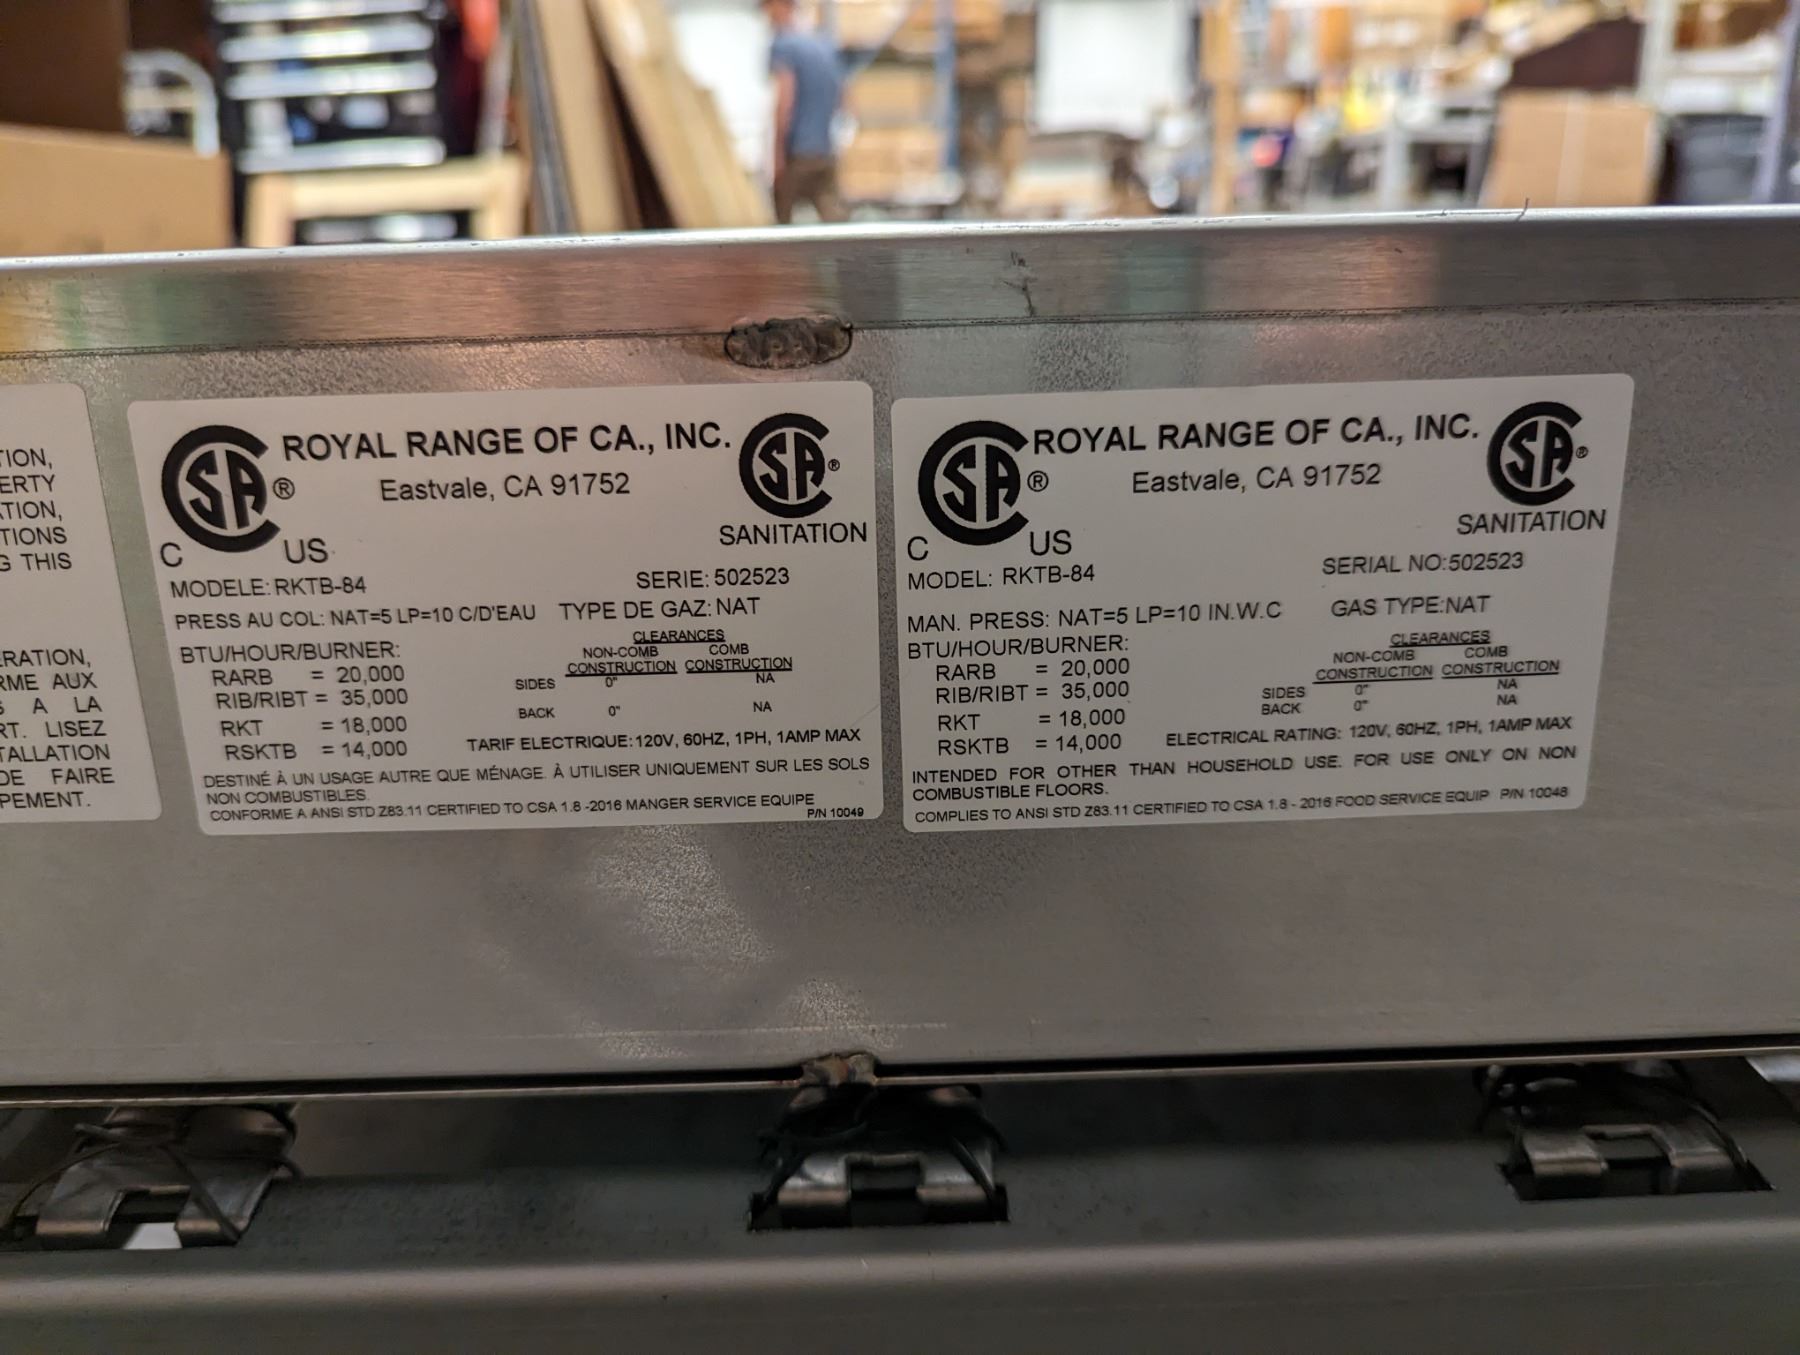 TION,
ERTY
TION,
TIONS
G THIS
RATION,
RME AUX
S A LA
RT. LISEZ
TALLATION
DE FAIRE
PEMENT.
CSA ® C US
ROYAL RANGE OF CA., INC.
Eastvale, CA 91752
CSA ®
SANITATION
MODELE: RKTB-84 SERIE: 502523
PRESS AU COL: NAT=5 LP=10 C/D'EAU TYPE DE GAZ: NAT
BTU/HOUR/BURNER:
RARB = 20,000
RIB/RIBT = 35,000
RKT = 18,000
RSKTB = 14,000
CLEARANCES
NON-COMB COMB
CONSTRUCTION CONSTRUCTION
SIDES 0" NA
BACK 0" NA
TARIF ELECTRIQUE: 120V, 60HZ, 1PH, 1AMP MAX
DESTINÉ À UN USAGE AUTRE QUE MÉNAGE. À UTILISER UNIQUEMENT SUR LES SOLS
NON COMBUSTIBLES.
CONFORME A ANSI STD Z83.11 CERTIFIED TO CSA 1.8 -2016 MANGER SERVICE EQUIPE
P/N 10049
CSA ® C US
ROYAL RANGE OF CA., INC.
Eastvale, CA 91752
CSA ®
SANITATION
MODEL: RKTB-84 SERIAL NO:502523
MAN. PRESS: NAT=5 LP=10 IN.W.C GAS TYPE:NAT
BTU/HOUR/BURNER:
RARB = 20,000
RIB/RIBT = 35,000
RKT = 18,000
RSKTB = 14,000
CLEARANCES
NON-COMB COMB
CONSTRUCTION CONSTRUCTION
SIDES 0" NA
BACK 0" NA
ELECTRICAL RATING: 120V, 60HZ, 1PH, 1AMP MAX
INTENDED FOR OTHER THAN HOUSEHOLD USE. FOR USE ONLY ON NON
COMBUSTIBLE FLOORS.
COMPLIES TO ANSI STD Z83.11 CERTIFIED TO CSA 1.8 - 2016 FOOD SERVICE EQUIP P/N 10048